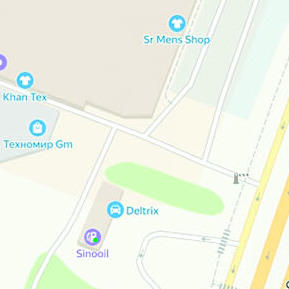 Sr Mens Shop
Khan Tex
Техномир Gm
Deltrix
Sinooil